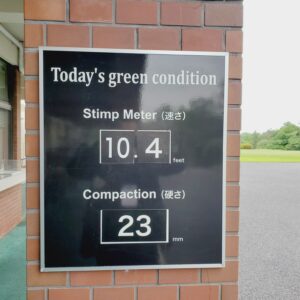 Today's green condition
Stimp Meter (速さ)
10.4 feet
Compaction (硬さ)
23 mm